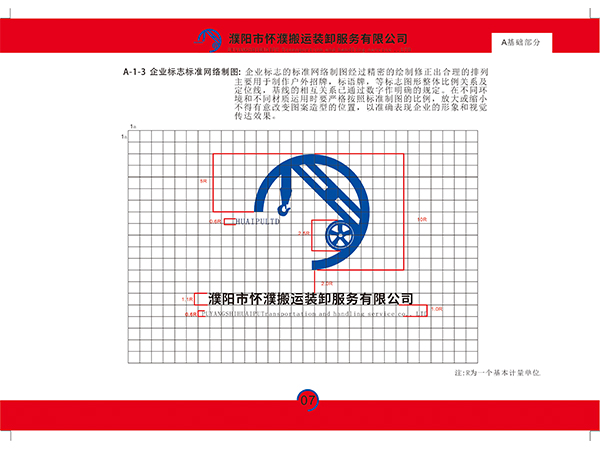 濮阳市怀濮搬运装卸服务有限公司
A基础部分
A-1-3 企业标志标准网络制图: 企业标志的标准网络制图经过精密的绘制修正出合理的排列
主要用于制作户外招牌，标语牌，等标志图形整体比例关系及
定位线，基线的相互关系已通过数字作明确的规定。在不同环
境和不同材质运用时要严格按照标准制图的比例，放大或缩小
不得有意改变图案造型的位置，以准确表现企业的形象和视觉
传达效果。
5R
0.6R
HUAIPULTD
2.5R
10R
2.0R
1.1R
濮阳市怀濮搬运装卸服务有限公司
0.6R
PUYANGSHIHUAIPUTransportation and handling service co., LTD
1.0R
注:R为一个基本计量单位
07